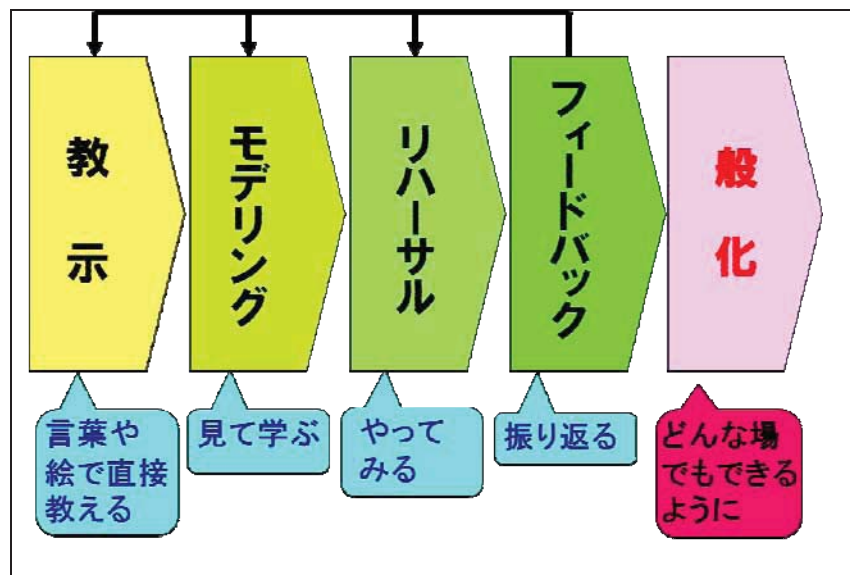 教示
モデリング
リハーサル
フィードバック
般化
言葉や
絵で直接
教える
見て学ぶ
やって
みる
振り返る
どんな場
でもできる
ように